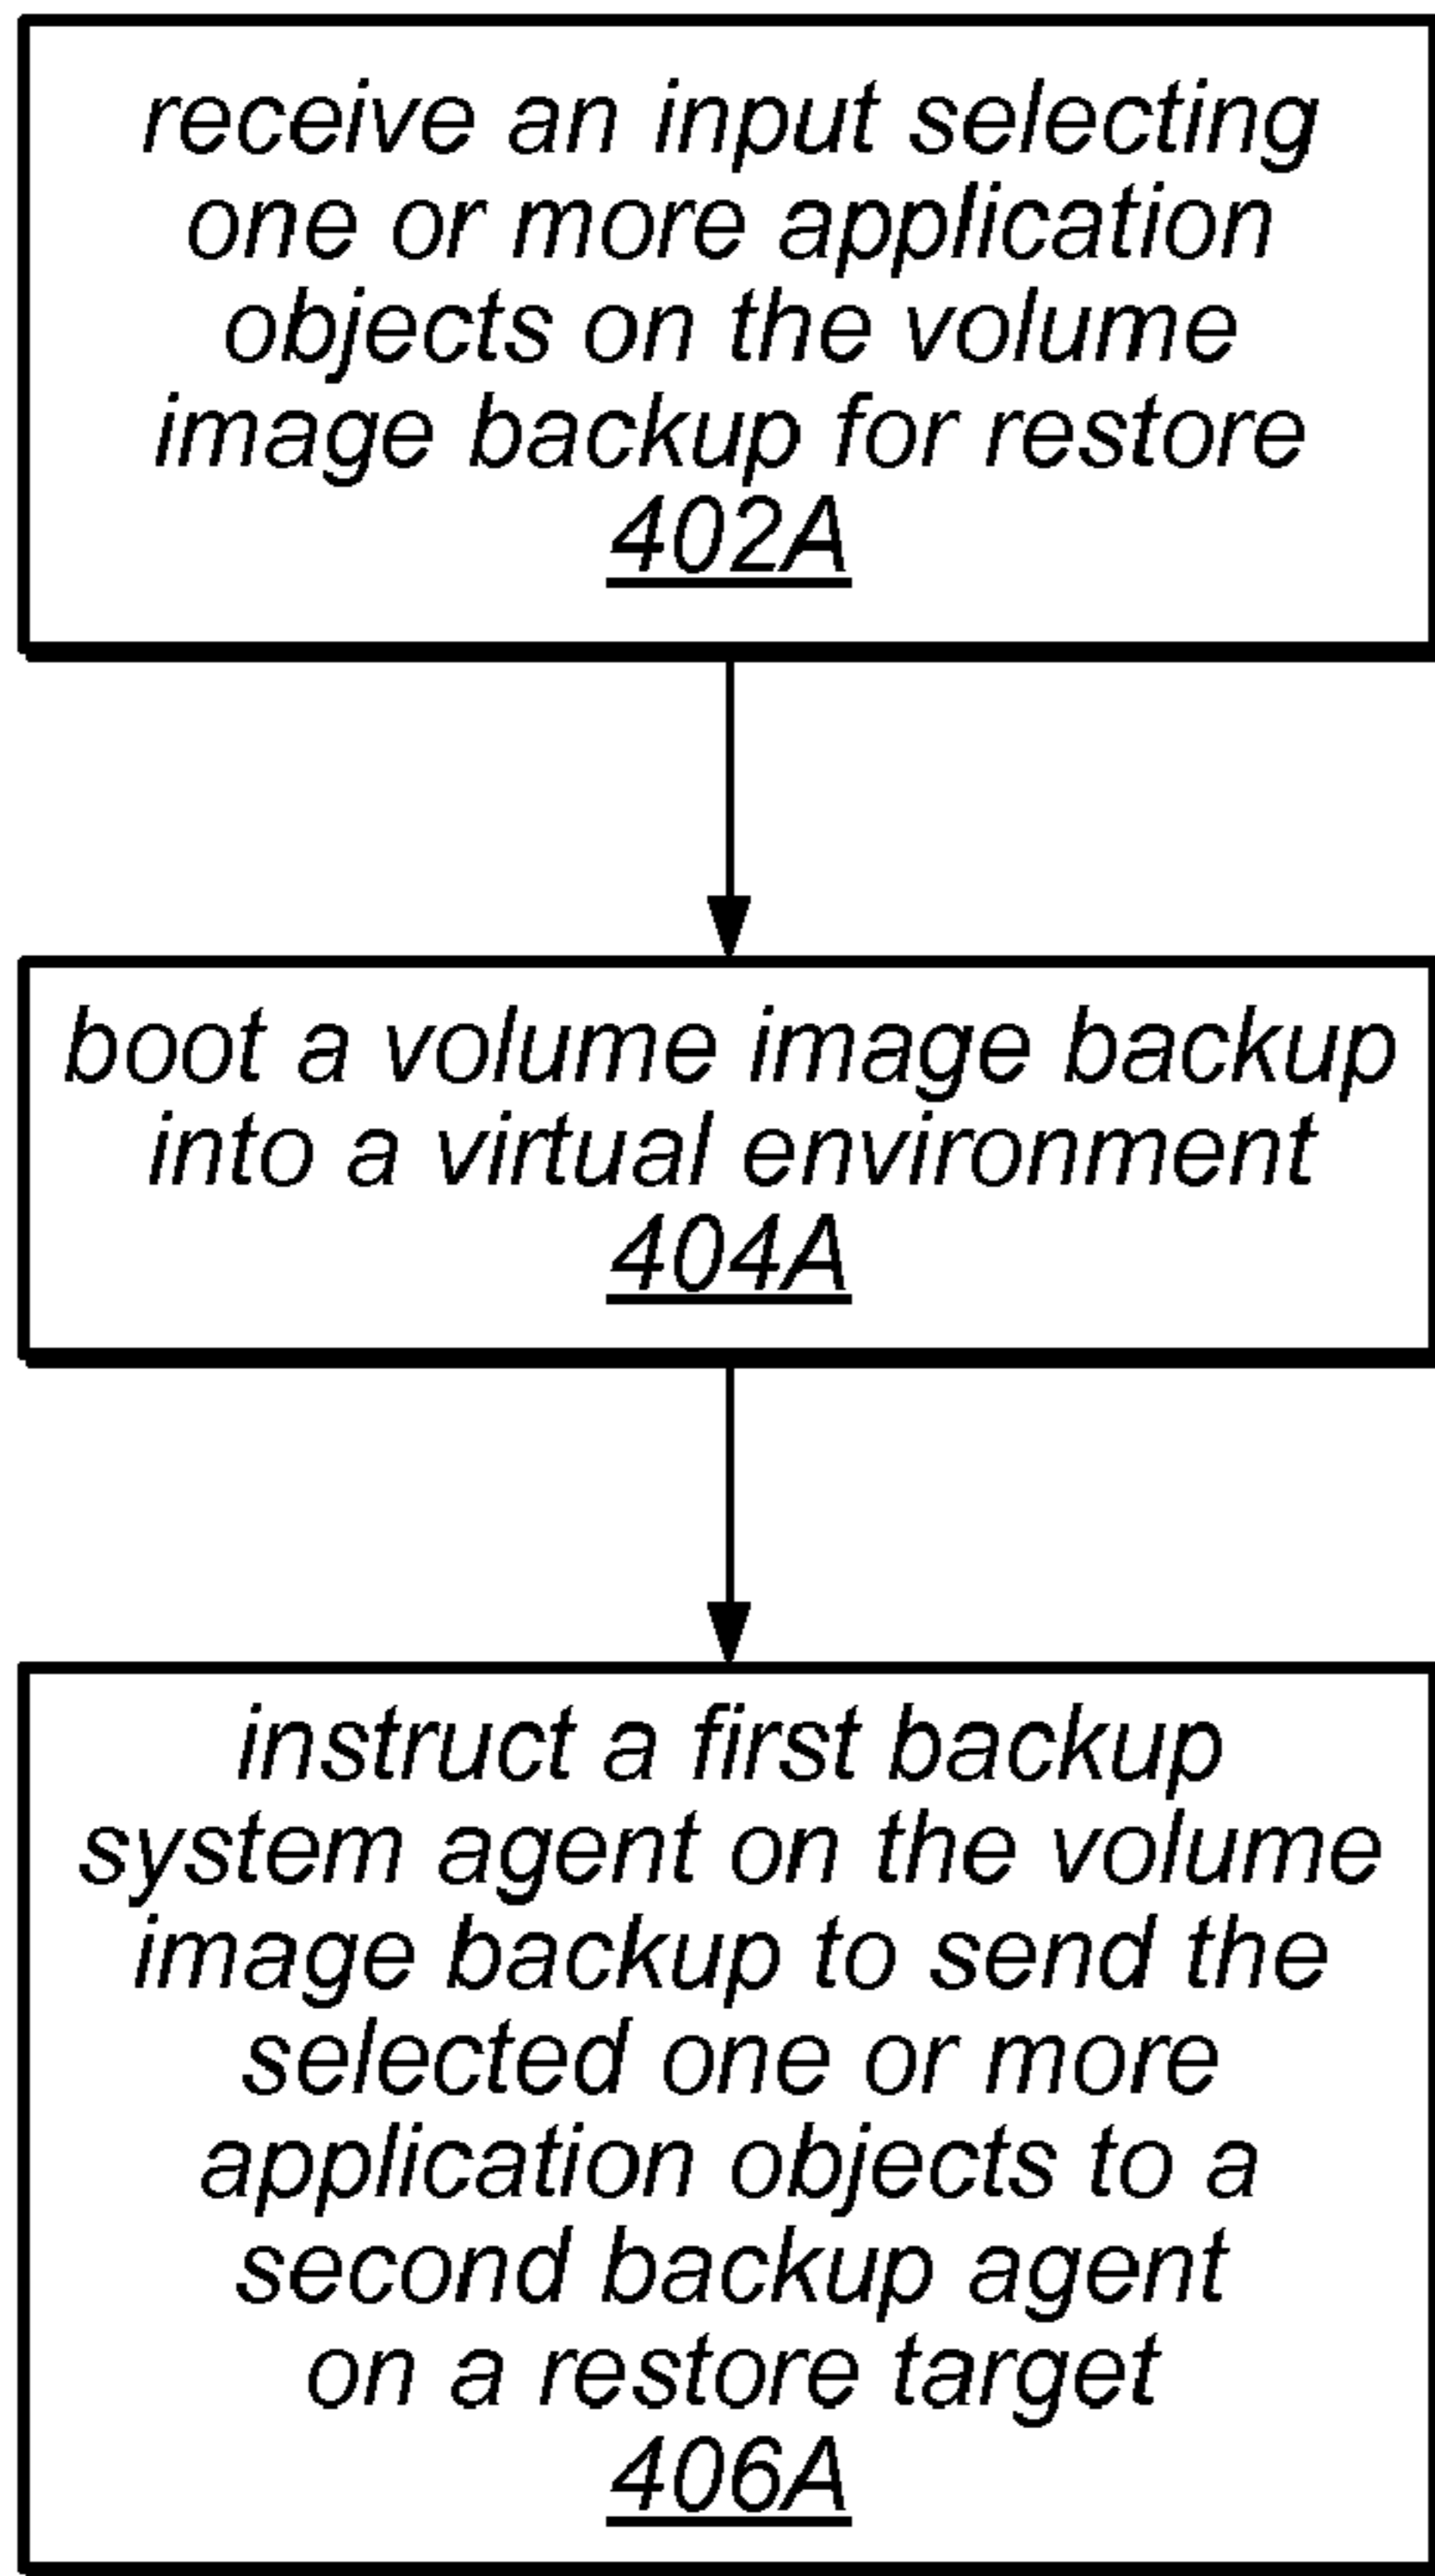 receive an input selecting
one or more application
objects on the volume
image backup for restore
402A
boot a volume image backup
into a virtual environment
404A
instruct a first backup
system agent on the volume
image backup to send the
selected one or more
application objects to a
second backup agent
on a restore target
406A